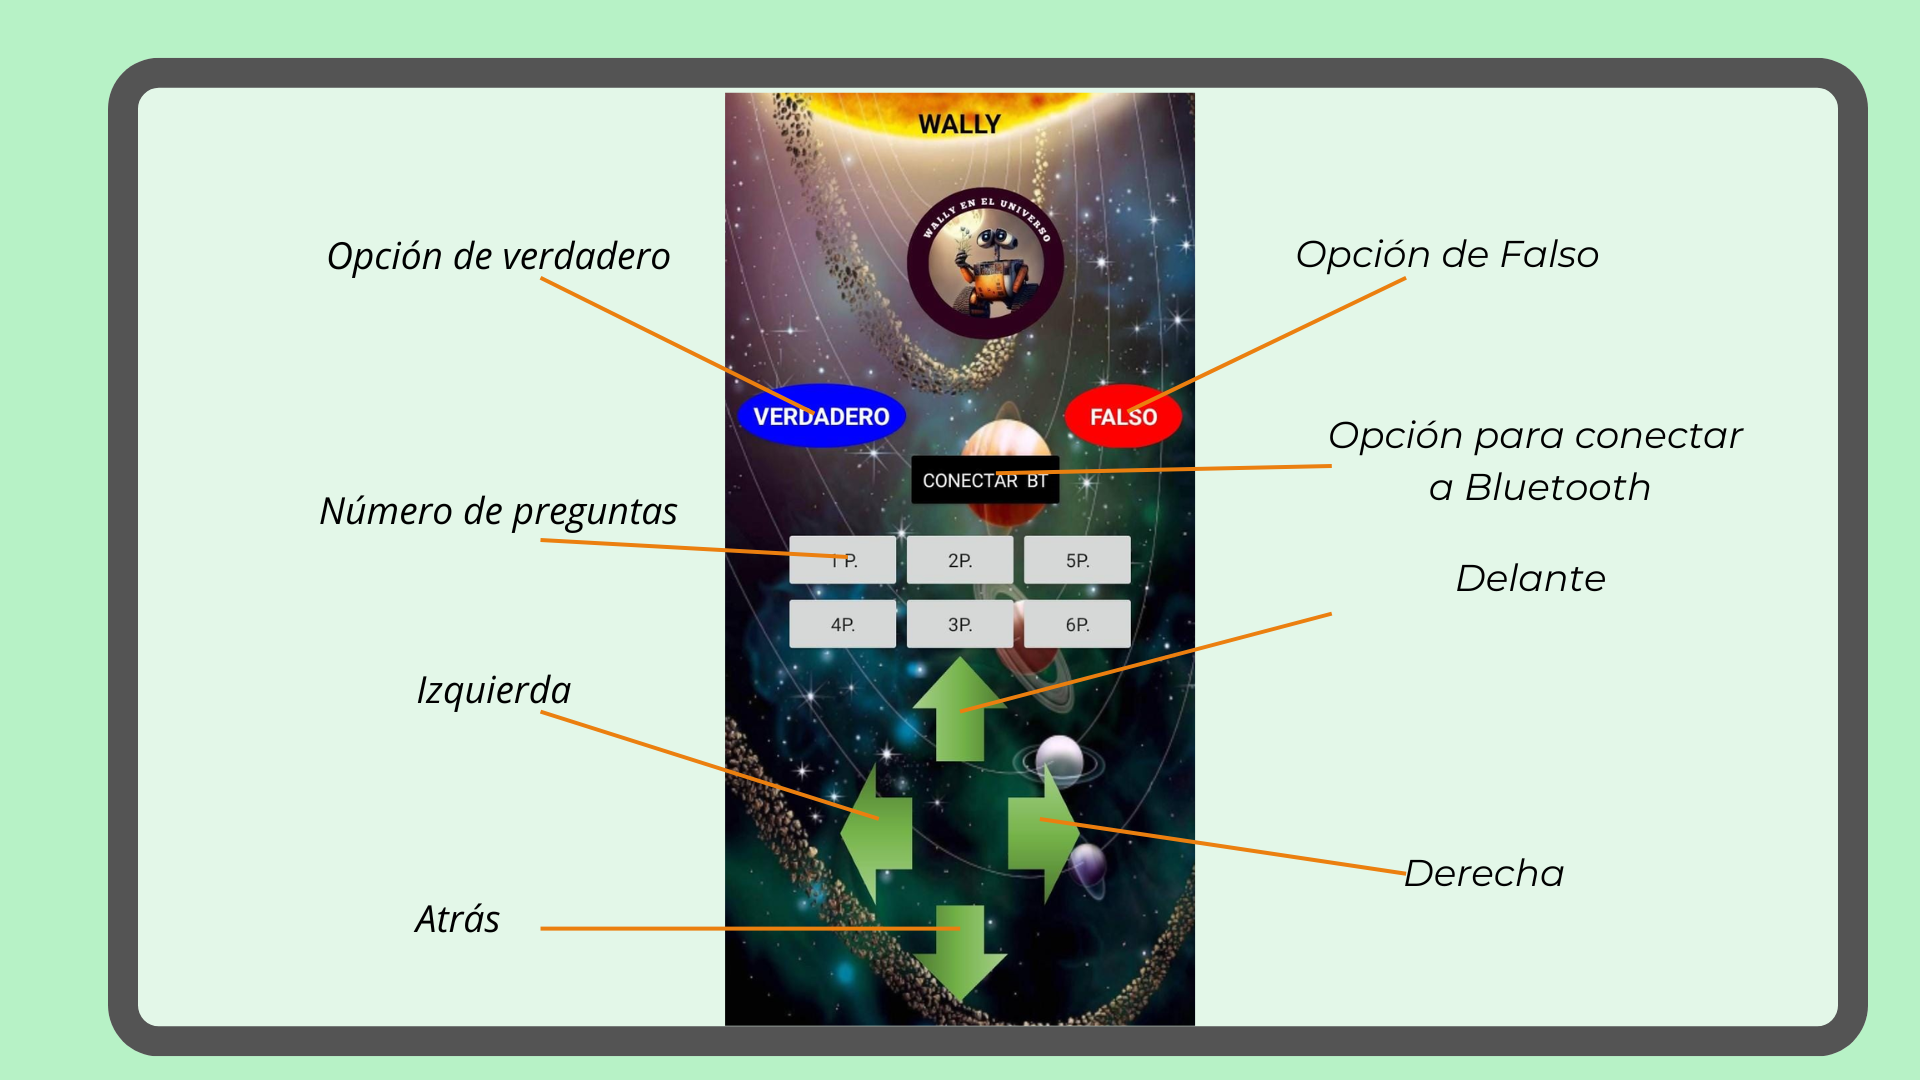 WALLY
WALLY EN EL UNIVERSO
Opción de verdadero
Opción de Falso
VERDADERO
FALSO
Opción para conectar
a Bluetooth
CONECTAR BT
Número de preguntas
1 P.
2P.
5P.
Delante
4P.
3P.
6P.
Izquierda
Derecha
Atrás